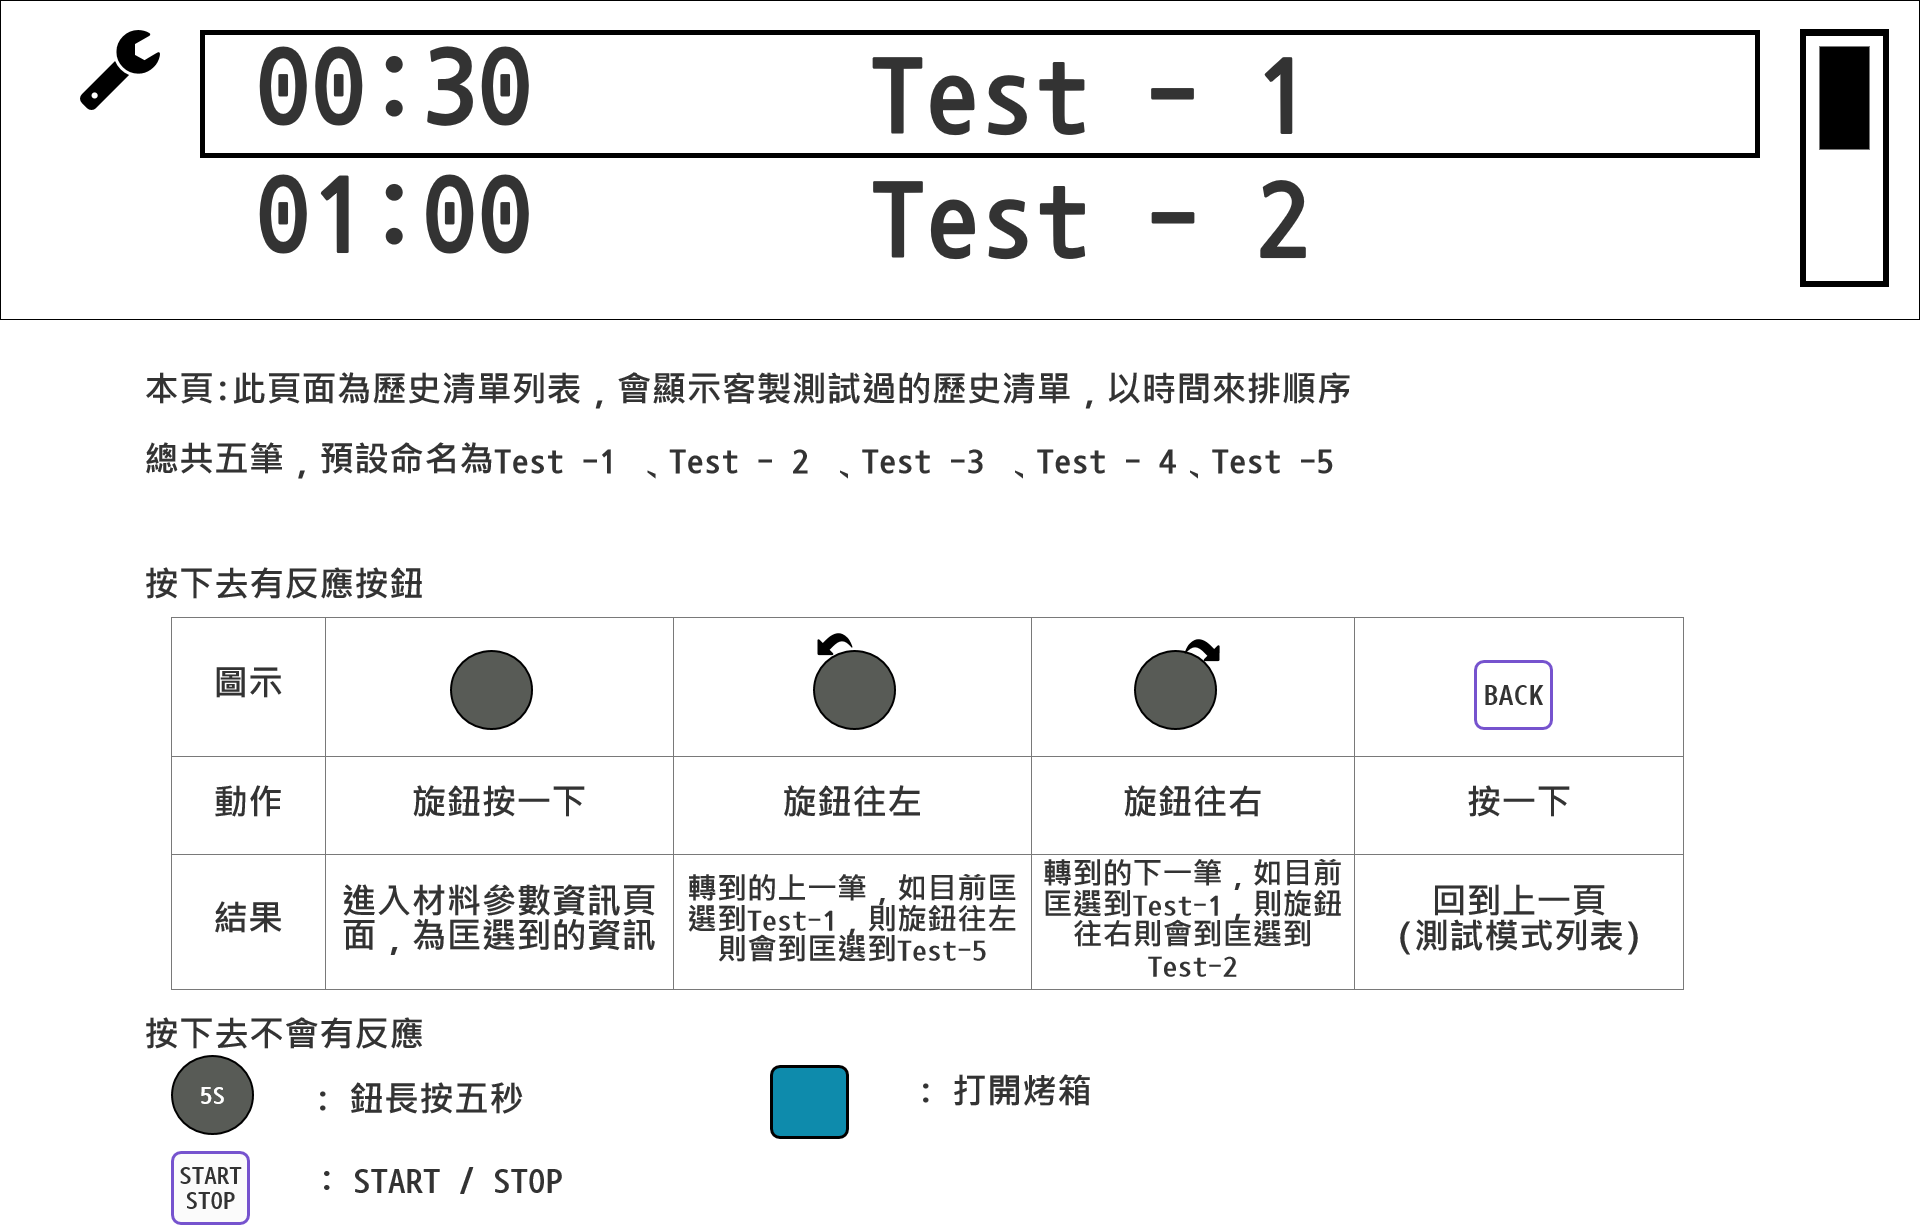 00:30 Test - 1
01:00 Test - 2
本頁:此頁面為歷史清單列表，會顯示客製測試過的歷史清單，以時間來排順序
總共五筆，預設命名為Test -1 、Test - 2 、Test -3 、Test - 4、Test -5
按下去有反應按鈕
圖示
BACK
動作
旋鈕按一下
旋鈕往左
旋鈕往右
按一下
結果
進入材料參數資訊頁
面，為匡選到的資訊
轉到的上一筆，如目前匡
選到Test-1，則旋鈕往左
則會到匡選到Test-5
轉到的下一筆，如目前
匡選到Test-1，則旋鈕
往右則會到匡選到
Test-2
回到上一頁
(測試模式列表)
按下去不會有反應
5S : 鈕長按五秒
: 打開烤箱
START
STOP
: START / STOP